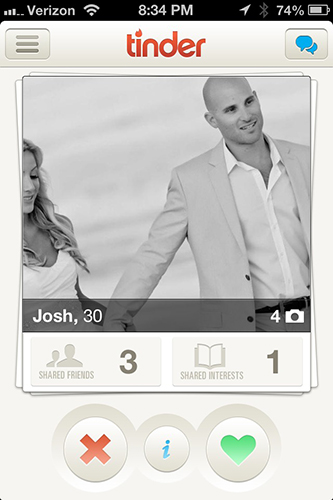 Verizon 8:34 PM 74%
tinder
Josh, 30 4
SHARED FRIENDS 3 SHARED INTERESTS 1
i